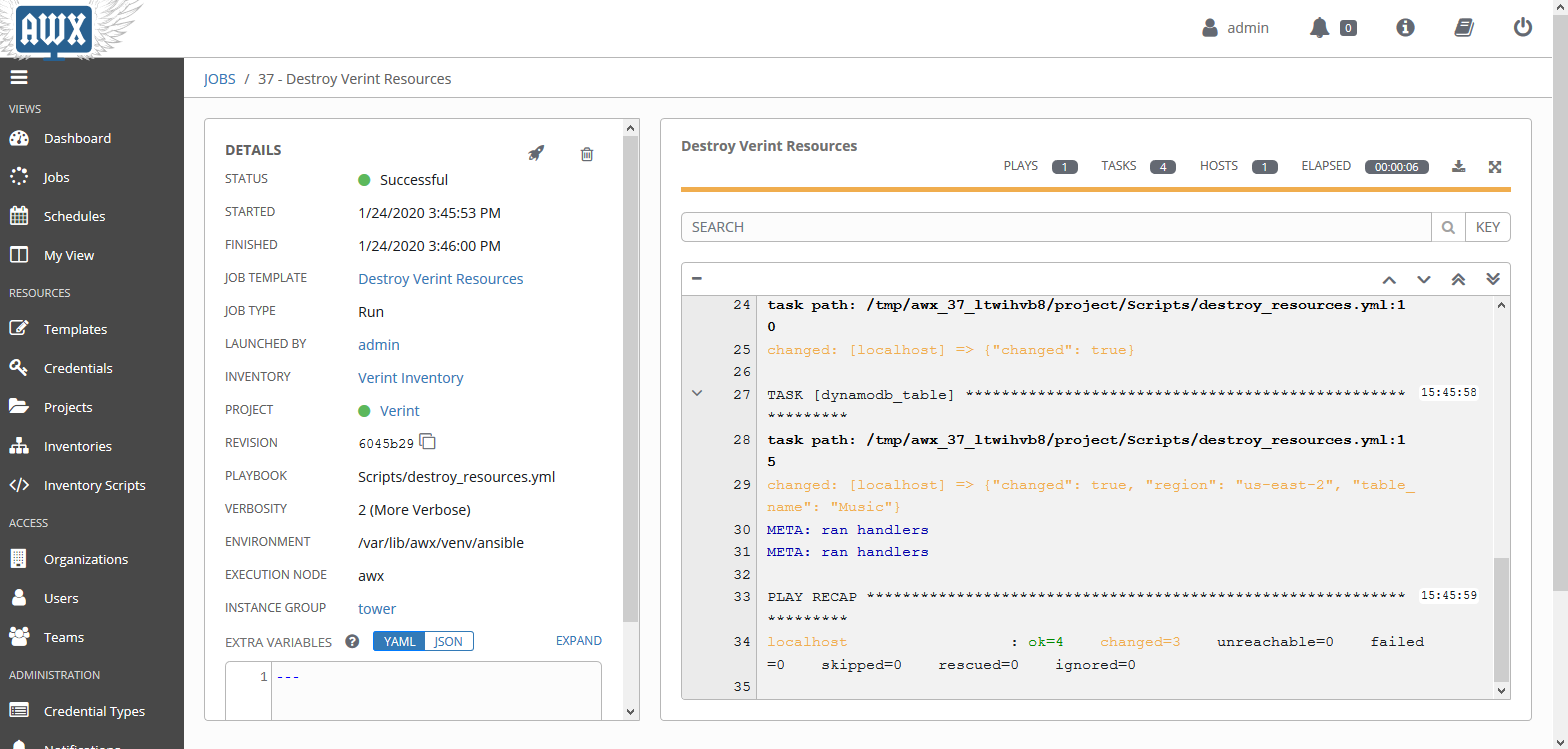 AWX
admin
0
VIEWS
Dashboard
Jobs
Schedules
My View
RESOURCES
Templates
Credentials
Projects
Inventories
Inventory Scripts
ACCESS
Organizations
Users
Teams
ADMINISTRATION
Credential Types
Notifications
JOBS / 37 - Destroy Verint Resources
DETAILS
STATUS Successful
STARTED 1/24/2020 3:45:53 PM
FINISHED 1/24/2020 3:46:00 PM
JOB TEMPLATE Destroy Verint Resources
JOB TYPE Run
LAUNCHED BY admin
INVENTORY Verint Inventory
PROJECT Verint
REVISION 6045b29
PLAYBOOK Scripts/destroy_resources.yml
VERBOSITY 2 (More Verbose)
ENVIRONMENT /var/lib/awx/venv/ansible
EXECUTION NODE awx
INSTANCE GROUP tower
EXTRA VARIABLES ? YAML JSON EXPAND
1 ---
Destroy Verint Resources
PLAYS 1 TASKS 4 HOSTS 1 ELAPSED 00:00:06
SEARCH KEY
24 task path: /tmp/awx_37_ltwihvb8/project/Scripts/destroy_resources.yml:1
0
25 changed: [localhost] => {"changed": true}
26
27 TASK [dynamodb_table] ************************************************* 15:45:58
*********
28 task path: /tmp/awx_37_ltwihvb8/project/Scripts/destroy_resources.yml:1
5
29 changed: [localhost] => {"changed": true, "region": "us-east-2", "table_
name": "Music"}
30 META: ran handlers
31 META: ran handlers
32
33 PLAY RECAP ************************************************************ 15:45:59
*********
34 localhost : ok=4 changed=3 unreachable=0 failed
=0 skipped=0 rescued=0 ignored=0
35